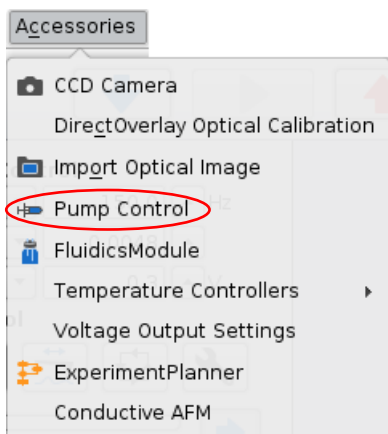 Accessories
CCD Camera
DirectOverlay Optical Calibration
Import Optical Image
Pump Control
FluidicsModule
Temperature Controllers
Voltage Output Settings
ExperimentPlanner
Conductive AFM